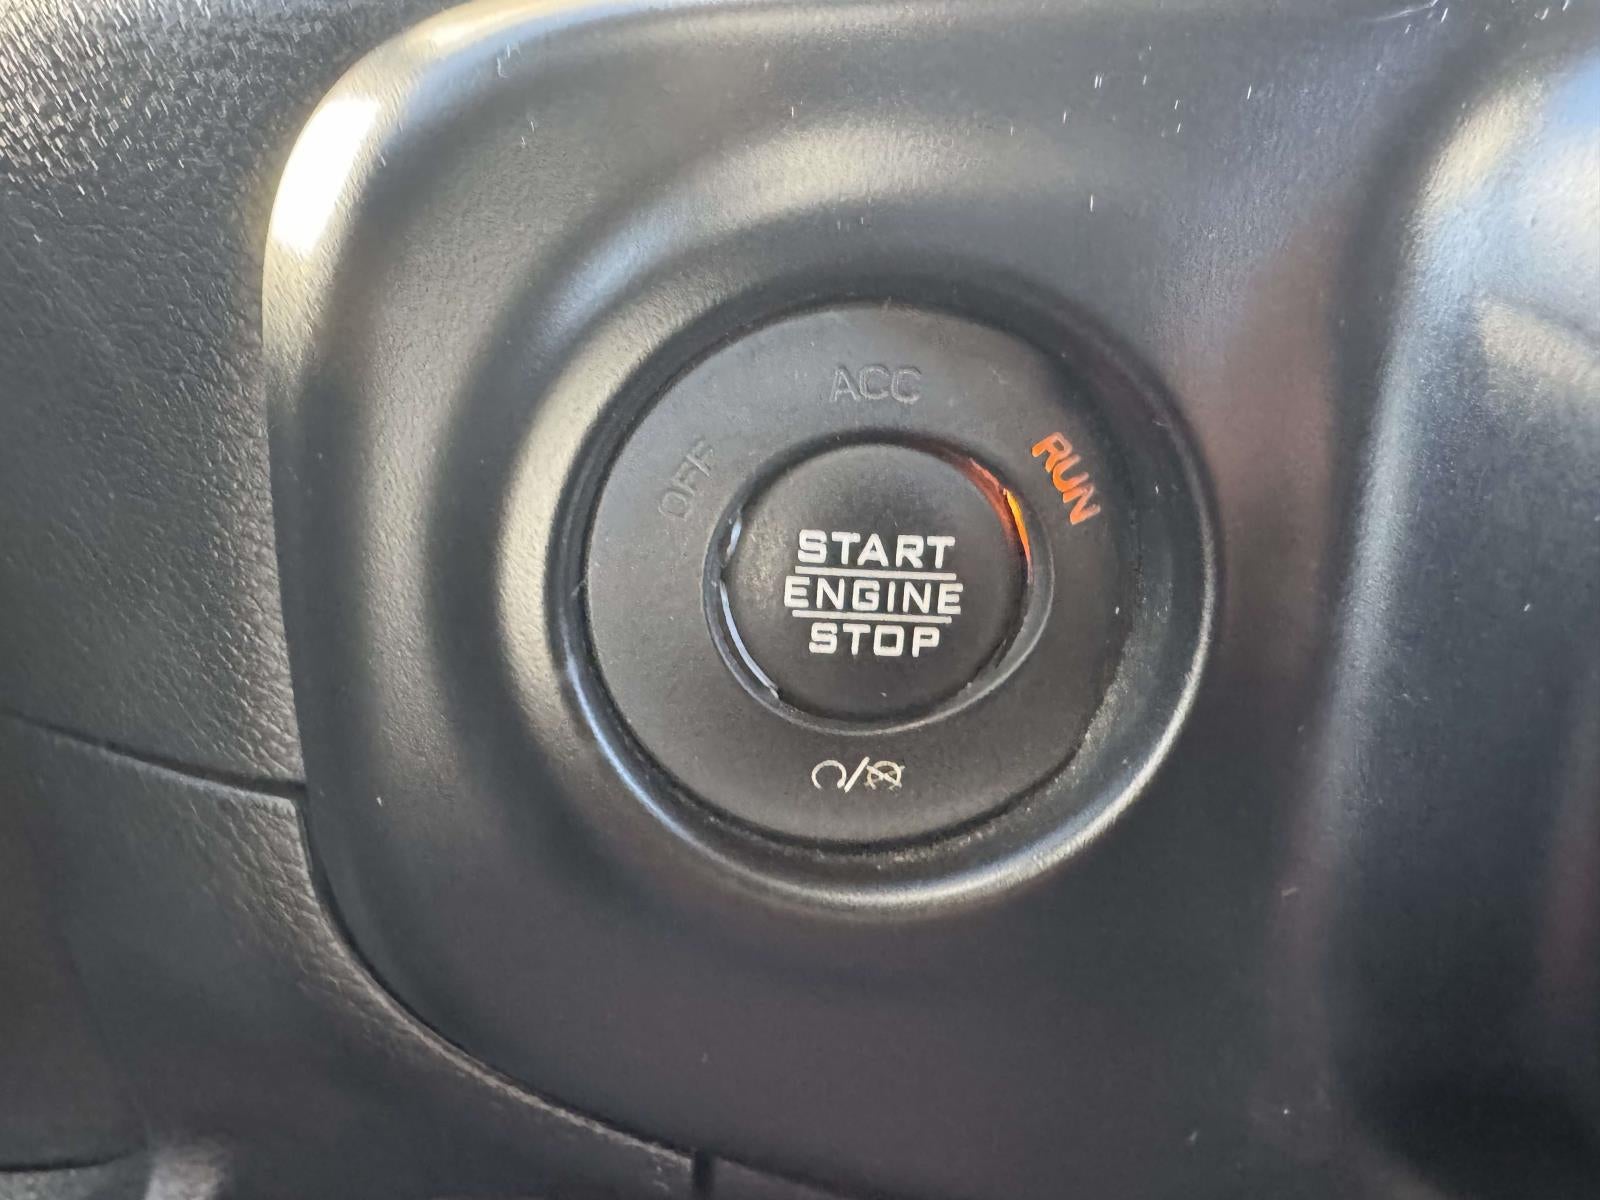 ACC
OFF
RUN
START
ENGINE
STOP